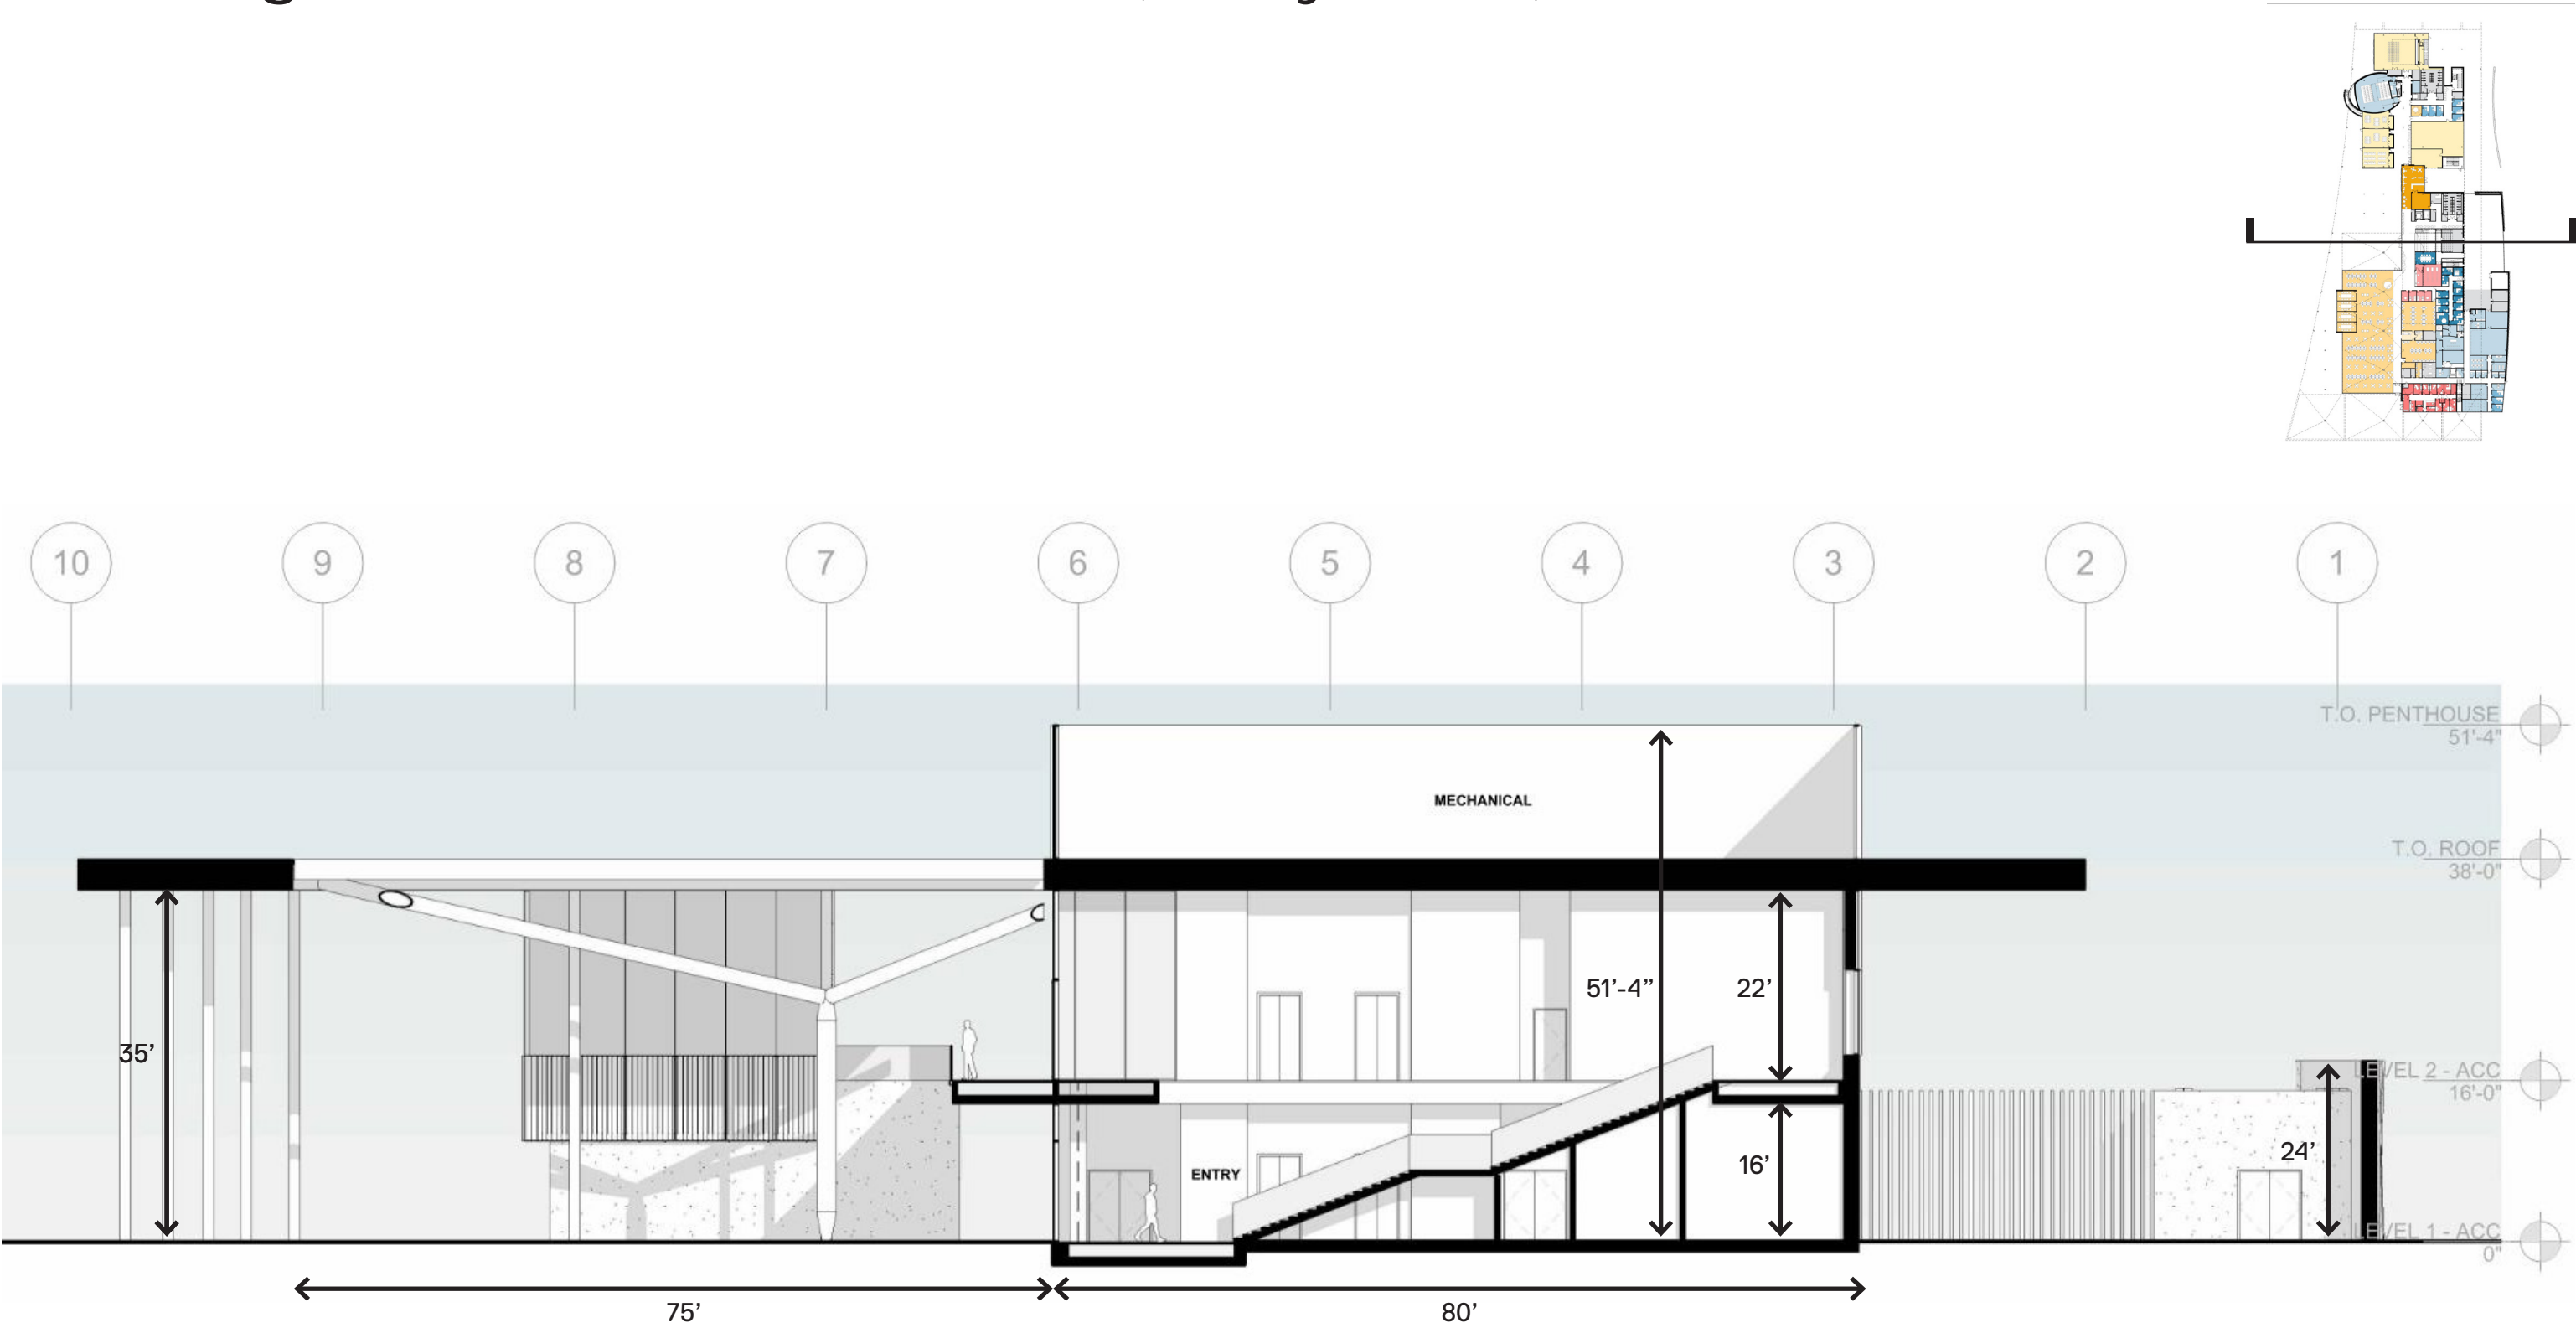 10 9 8 7 6 5 4 3 2 1
T.O. PENTHOUSE
51'-4"
MECHANICAL
T.O. ROOF
38'-0"
51'-4"
22'
35'
LEVEL 2 - ACC
16'-0"
ENTRY
16'
24'
LEVEL 1 - ACC
0"
75'
80'